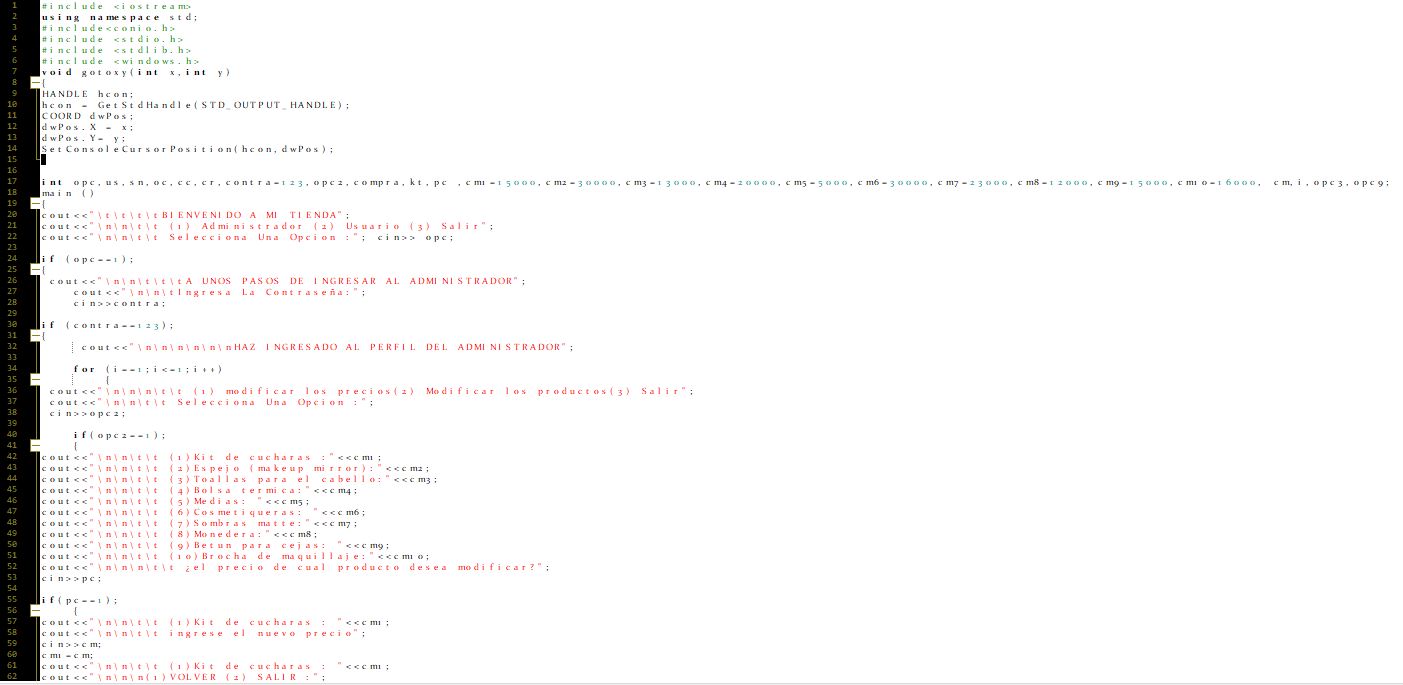 1 #include <iostream>
2 using namespace std;
3 #include<conio.h>
4 #include <stdio.h>
5 #include <stdlib.h>
6 #include <windows.h>
7 void gotoxy(int x,int y)
8 {
9 HANDLE hcon;
10 hcon = GetStdHandle(STD_OUTPUT_HANDLE);
11 COORD dwPos;
12 dwPos.X = x;
13 dwPos.Y= y;
14 SetConsoleCursorPosition(hcon,dwPos);
15
16
17 int opc,us,sn,oc,cc,cr,contra=123,opc2,compra,kt,pc ,cm1=15000,cm2=30000,cm3=13000,cm4=20000,cm5=5000,cm6=30000,cm7=23000,cm8=12000,cm9=15000,cm10=16000, cm,i,opc3,opc9;
18 main ()
19 {
20 cout<<"\t\t\t\tBIENVENIDO A MI TIENDA";
21 cout<<"\n\n\t\t (1) Administrador (2) Usuario (3) Salir";
22 cout<<"\n\n\t\t Selecciona Una Opcion :"; cin>> opc;
23
24 if (opc==1);
25 {
26 cout<<"\n\n\t\t\tA UNOS PASOS DE INGRESAR AL ADMINISTRADOR";
27 cout<<"\n\n\tIngresa La Contraseña:";
28 cin>>contra;
29
30 if (contra==123);
31 {
32 cout<<"\n\n\n\n\n\nHAZ INGRESADO AL PERFIL DEL ADMINISTRADOR";
33
34 for (i==1;i<=1;i++)
35 {
36 cout<<"\n\n\n\t\t (1) modificar los precios(2) Modificar los productos(3) Salir";
37 cout<<"\n\n\t\t Selecciona Una Opcion :";
38 cin>>opc2;
39
40 if(opc2==1);
41 {
42 cout<<"\n\n\t\t (1)Kit de cucharas :"<<cm1;
43 cout<<"\n\n\t\t (2)Espejo (makeup mirror):"<<cm2;
44 cout<<"\n\n\t\t (3)Toallas para el cabello:"<<cm3;
45 cout<<"\n\n\t\t (4)Bolsa termica:"<<cm4;
46 cout<<"\n\n\t\t (5)Medias: "<<cm5;
47 cout<<"\n\n\t\t (6)Cosmetiqueras: "<<cm6;
48 cout<<"\n\n\t\t (7)Sombras matte:"<<cm7;
49 cout<<"\n\n\t\t (8)Monedera:"<<cm8;
50 cout<<"\n\n\t\t (9)Betun para cejas: "<<cm9;
51 cout<<"\n\n\t\t (10)Brocha de maquillaje:"<<cm10;
52 cout<<"\n\n\n\t\t ¿el precio de cual producto desea modificar?";
53 cin>>pc;
54
55 if(pc==1);
56 {
57 cout<<"\n\n\t\t (1)Kit de cucharas : "<<cm1;
58 cout<<"\n\n\t\t ingrese el nuevo precio";
59 cin>>cm;
60 cm1=cm;
61 cout<<"\n\n\t\t (1)Kit de cucharas : "<<cm1;
62 cout<<"\n\n\n(1)VOLVER (2) SALIR :";